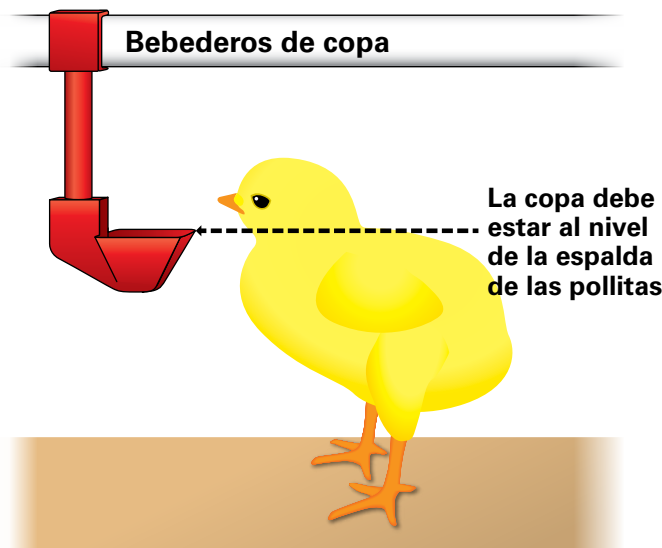 Bebederos de copa
La copa debe
estar al nivel
de la espalda
de las pollitas